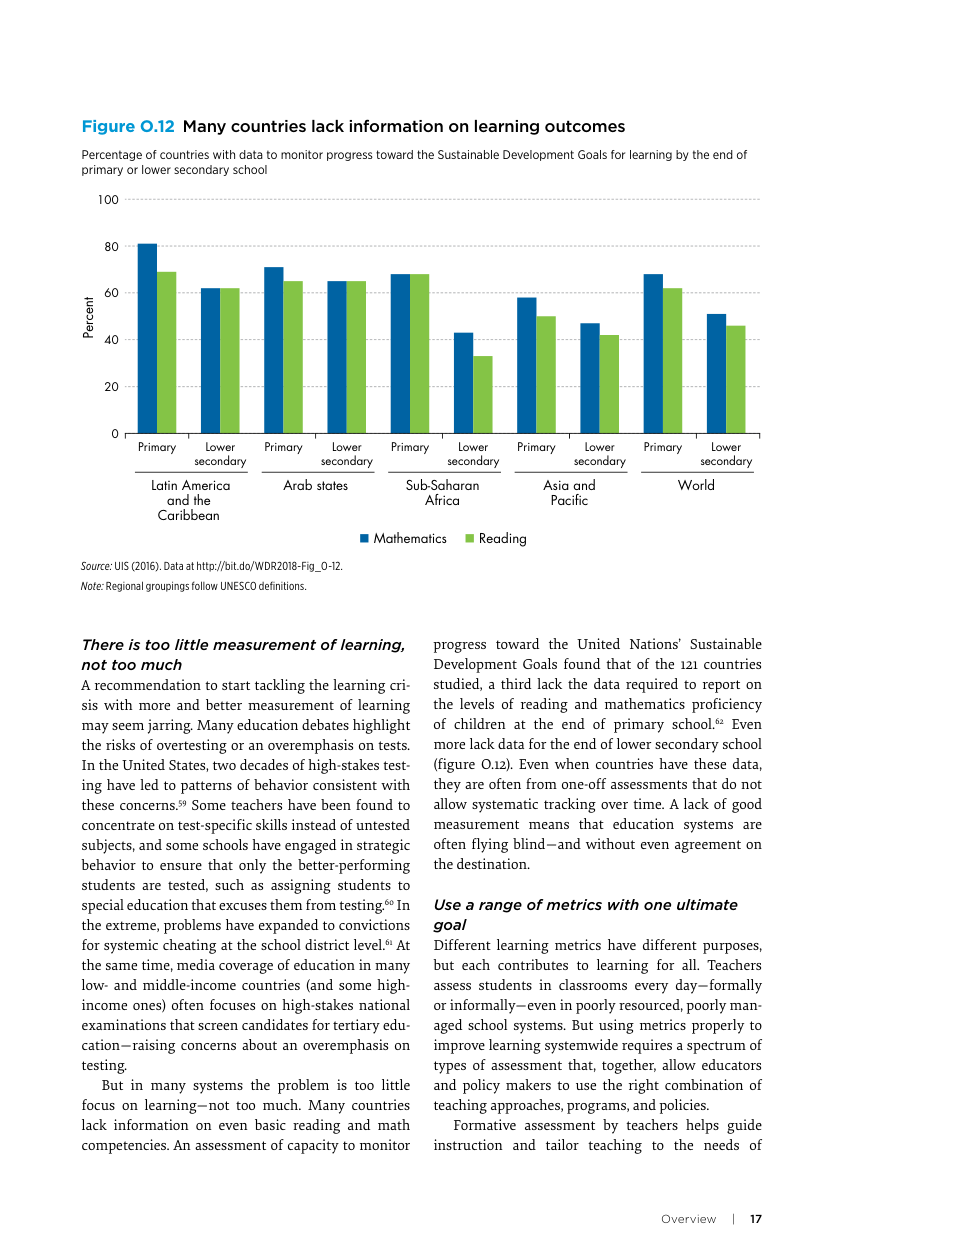 Figure O.12 Many countries lack information on learning outcomes
Percentage of countries with data to monitor progress toward the Sustainable Development Goals for learning by the end of
primary or lower secondary school
100
80
60
40
20
0
Percent
Primary
Lower
secondary
Primary
Lower
secondary
Primary
Lower
secondary
Primary
Lower
secondary
Primary
Lower
secondary
Latin America
and the
Caribbean
Arab states
Sub-Saharan
Africa
Asia and
Pacific
World
Mathematics Reading
Source: UIS (2016). Data at http://bit.do/WDR2018-Fig_O-12.
Note: Regional groupings follow UNESCO definitions.
There is too little measurement of learning,
not too much
A recommendation to start tackling the learning cri-
sis with more and better measurement of learning
may seem jarring. Many education debates highlight
the risks of overtesting or an overemphasis on tests.
In the United States, two decades of high-stakes test-
ing have led to patterns of behavior consistent with
these concerns.59 Some teachers have been found to
concentrate on test-specific skills instead of untested
subjects, and some schools have engaged in strategic
behavior to ensure that only the better-performing
students are tested, such as assigning students to
special education that excuses them from testing.60 In
the extreme, problems have expanded to convictions
for systemic cheating at the school district level.61 At
the same time, media coverage of education in many
low- and middle-income countries (and some high-
income ones) often focuses on high-stakes national
examinations that screen candidates for tertiary edu-
cation—raising concerns about an overemphasis on
testing.
But in many systems the problem is too little
focus on learning—not too much. Many countries
lack information on even basic reading and math
competencies. An assessment of capacity to monitor
progress toward the United Nations’ Sustainable
Development Goals found that of the 121 countries
studied, a third lack the data required to report on
the levels of reading and mathematics proficiency
of children at the end of primary school.62 Even
more lack data for the end of lower secondary school
(figure O.12). Even when countries have these data,
they are often from one-off assessments that do not
allow systematic tracking over time. A lack of good
measurement means that education systems are
often flying blind—and without even agreement on
the destination.
Use a range of metrics with one ultimate
goal
Different learning metrics have different purposes,
but each contributes to learning for all. Teachers
assess students in classrooms every day—formally
or informally—even in poorly resourced, poorly man-
aged school systems. But using metrics properly to
improve learning systemwide requires a spectrum of
types of assessment that, together, allow educators
and policy makers to use the right combination of
teaching approaches, programs, and policies.
Formative assessment by teachers helps guide
instruction and tailor teaching to the needs of
Overview | 17